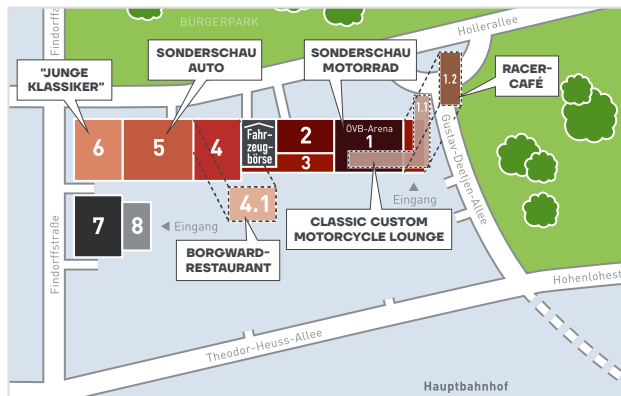 BÜRGERPARK
Hollerallee
Findorffa
"JUNGE
KLASSIKER"
SONDERSCHAU
AUTO
SONDERSCHAU
MOTORRAD
RACER-
CAFÉ
1.2
1.1
6
5
4
Fahr-
zeug-
börse
2
3
ÖVB-Arena
1
4.1
7
8
Eingang
Eingang
BORGWARD-
RESTAURANT
CLASSIC CUSTOM
MOTORCYCLE LOUNGE
Gustav-Deetjen-Allee
Findorffstraße
Hohenlohest
Theodor-Heuss-Allee
Hauptbahnhof